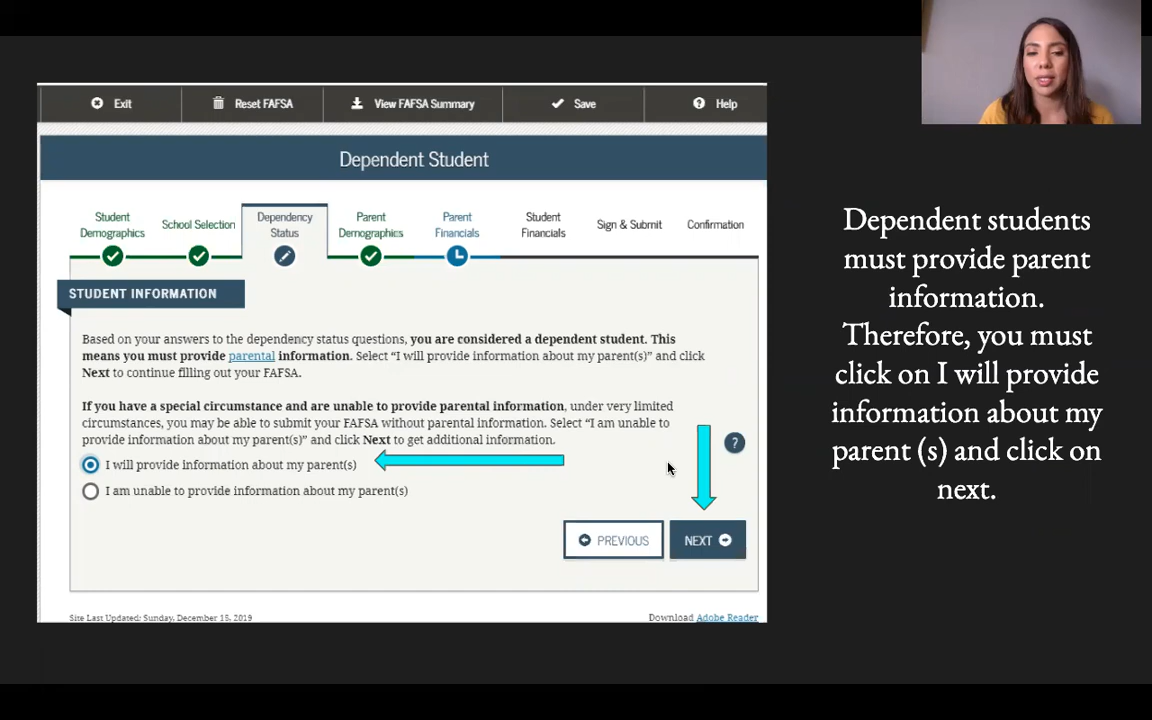 Exit
Reset FAFSA
View FAFSA Summary
Save
Help
Dependent Student
Student Demographics
School Selection
Dependency Status
Parent Demographics
Parent Financials
Student Financials
Sign & Submit
Confirmation
STUDENT INFORMATION
Based on your answers to the dependency status questions, you are considered a dependent student. This
means you must provide parental information. Select “I will provide information about my parent(s)” and click
Next to continue filling out your FAFSA.
If you have a special circumstance and are unable to provide parental information, under very limited
circumstances, you may be able to submit your FAFSA without parental information. Select “I am unable to
provide information about my parent(s)” and click Next to get additional information.
?
I will provide information about my parent(s)
I am unable to provide information about my parent(s)
PREVIOUS
NEXT
Site Last Updated: Sunday, December 15, 2019
Download Adobe Reader
Dependent students
must provide parent
information.
Therefore, you must
click on I will provide
information about my
parent (s) and click on
next.